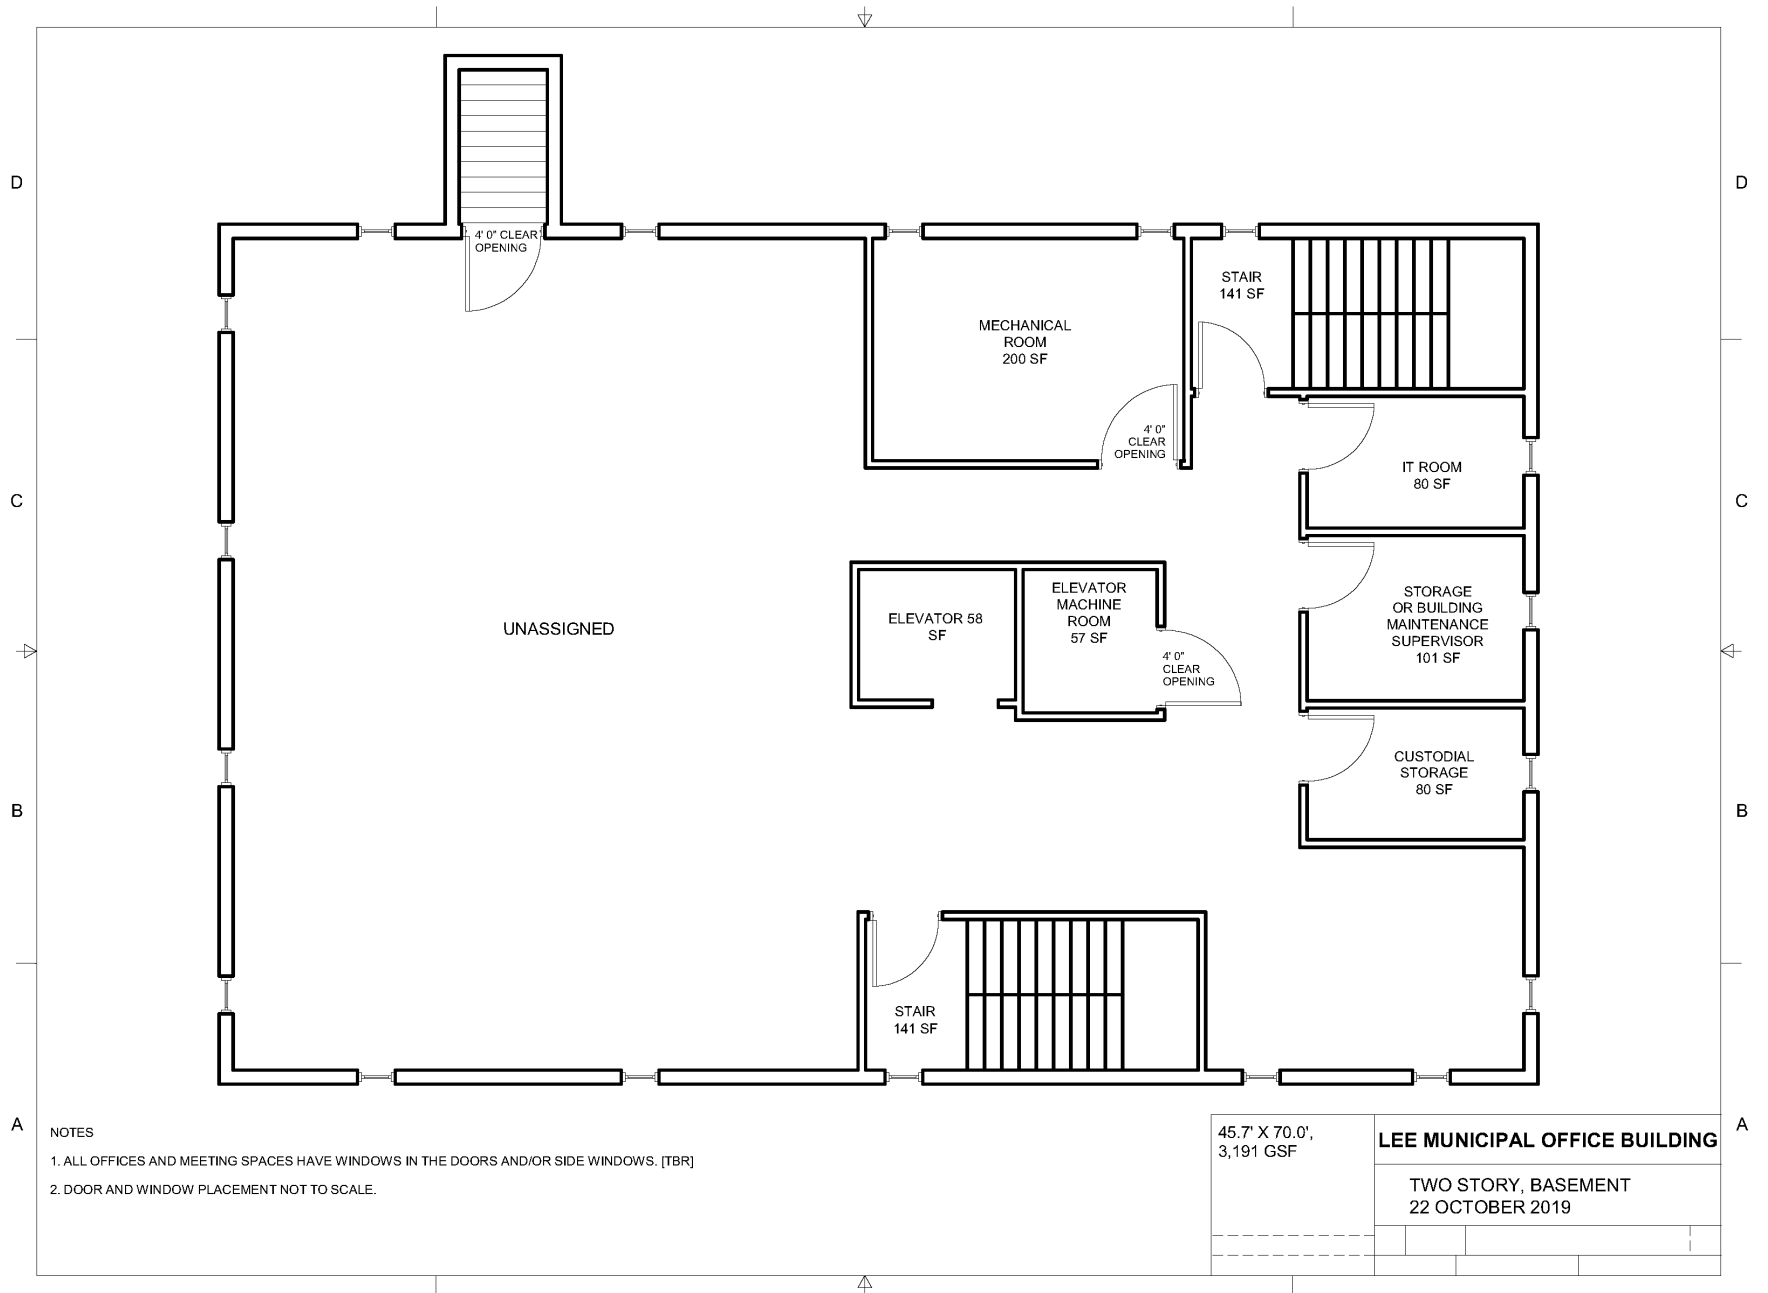 D
D
4' 0" CLEAR
OPENING
STAIR
141 SF
MECHANICAL
ROOM
200 SF
4' 0"
CLEAR
OPENING
IT ROOM
80 SF
C
C
ELEVATOR
MACHINE
ROOM
57 SF
STORAGE
OR BUILDING
MAINTENANCE
SUPERVISOR
101 SF
UNASSIGNED
ELEVATOR 58
SF
4' 0"
CLEAR
OPENING
CUSTODIAL
STORAGE
80 SF
B
B
STAIR
141 SF
A
A
NOTES
1. ALL OFFICES AND MEETING SPACES HAVE WINDOWS IN THE DOORS AND/OR SIDE WINDOWS. [TBR]
2. DOOR AND WINDOW PLACEMENT NOT TO SCALE.
45.7' X 70.0',
3,191 GSF
LEE MUNICIPAL OFFICE BUILDING
TWO STORY, BASEMENT
22 OCTOBER 2019